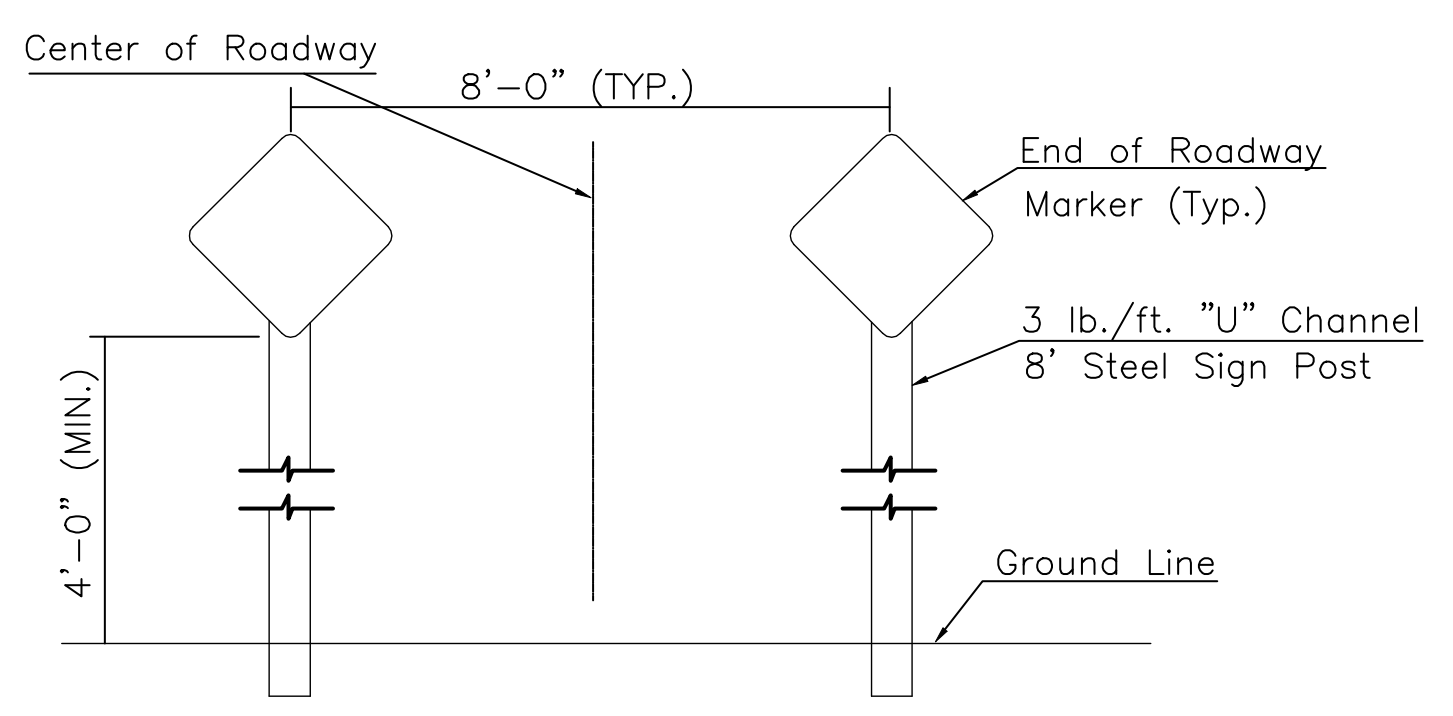 Center of Roadway
8'-0" (TYP.)
End of Roadway
Marker (Typ.)
3 lb./ft. "U" Channel
8' Steel Sign Post
4'-0" (MIN.)
Ground Line